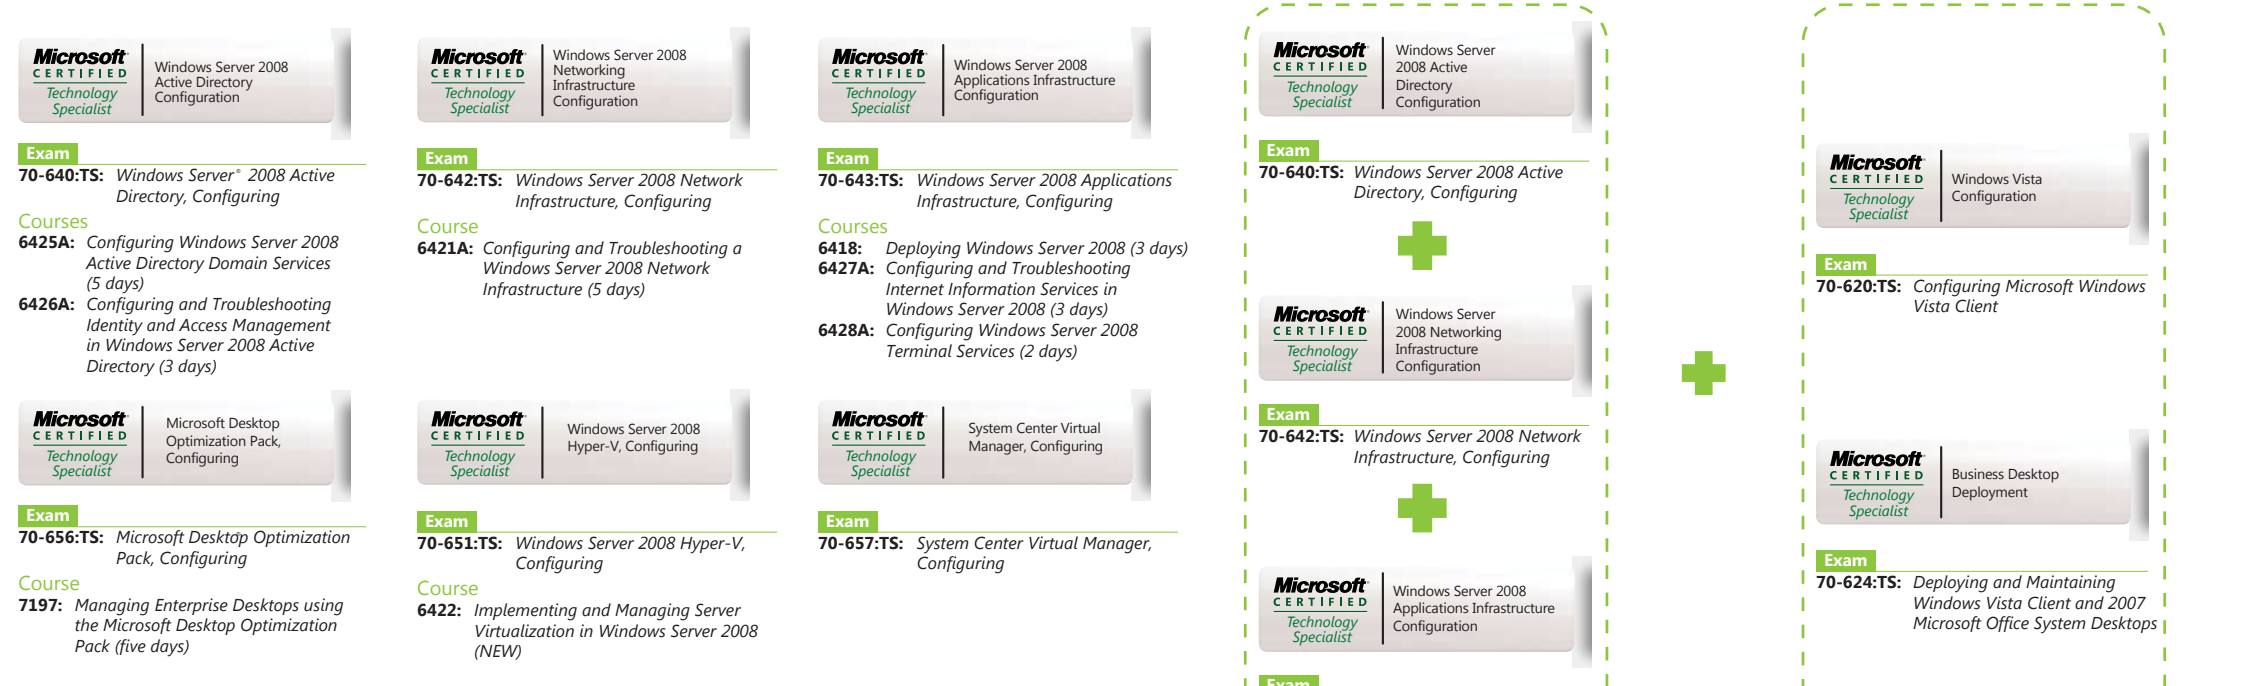 Microsoft
CERTIFIED
Technology
Specialist
Windows Server 2008
Active Directory
Configuration
Exam
70-640:TS: Windows Server® 2008 Active
Directory, Configuring
Courses
6425A: Configuring Windows Server 2008
Active Directory Domain Services
(5 days)
6426A: Configuring and Troubleshooting
Identity and Access Management
in Windows Server 2008 Active
Directory (3 days)
Microsoft
CERTIFIED
Technology
Specialist
Windows Server 2008
Networking
Infrastructure
Configuration
Exam
70-642:TS: Windows Server 2008 Network
Infrastructure, Configuring
Course
6421A: Configuring and Troubleshooting a
Windows Server 2008 Network
Infrastructure (5 days)
Microsoft
CERTIFIED
Technology
Specialist
Windows Server 2008
Applications Infrastructure
Configuration
Exam
70-643:TS: Windows Server 2008 Applications
Infrastructure, Configuring
Courses
6418: Deploying Windows Server 2008 (3 days)
6427A: Configuring and Troubleshooting
Internet Information Services in
Windows Server 2008 (3 days)
6428A: Configuring Windows Server 2008
Terminal Services (2 days)
Microsoft
CERTIFIED
Technology
Specialist
Microsoft Desktop
Optimization Pack,
Configuring
Exam
70-656:TS: Microsoft Desktop Optimization
Pack, Configuring
Course
7197: Managing Enterprise Desktops using
the Microsoft Desktop Optimization
Pack (five days)
Microsoft
CERTIFIED
Technology
Specialist
Windows Server 2008
Hyper-V, Configuring
Exam
70-651:TS: Windows Server 2008 Hyper-V,
Configuring
Course
6422: Implementing and Managing Server
Virtualization in Windows Server 2008
(NEW)
Microsoft
CERTIFIED
Technology
Specialist
System Center Virtual
Manager, Configuring
Exam
70-657:TS: System Center Virtual Manager,
Configuring
Microsoft
CERTIFIED
Technology
Specialist
Windows Server
2008 Active
Directory
Configuration
Exam
70-640:TS: Windows Server 2008 Active
Directory, Configuring
Microsoft
CERTIFIED
Technology
Specialist
Windows Server
2008 Networking
Infrastructure
Configuration
Exam
70-642:TS: Windows Server 2008 Network
Infrastructure, Configuring
Microsoft
CERTIFIED
Technology
Specialist
Windows Server 2008
Applications Infrastructure
Configuration
Exam
Microsoft
CERTIFIED
Technology
Specialist
Windows Vista
Configuration
Exam
70-620:TS: Configuring Microsoft Windows
Vista Client
Microsoft
CERTIFIED
Technology
Specialist
Business Desktop
Deployment
Exam
70-624:TS: Deploying and Maintaining
Windows Vista Client and 2007
Microsoft Office System Desktops